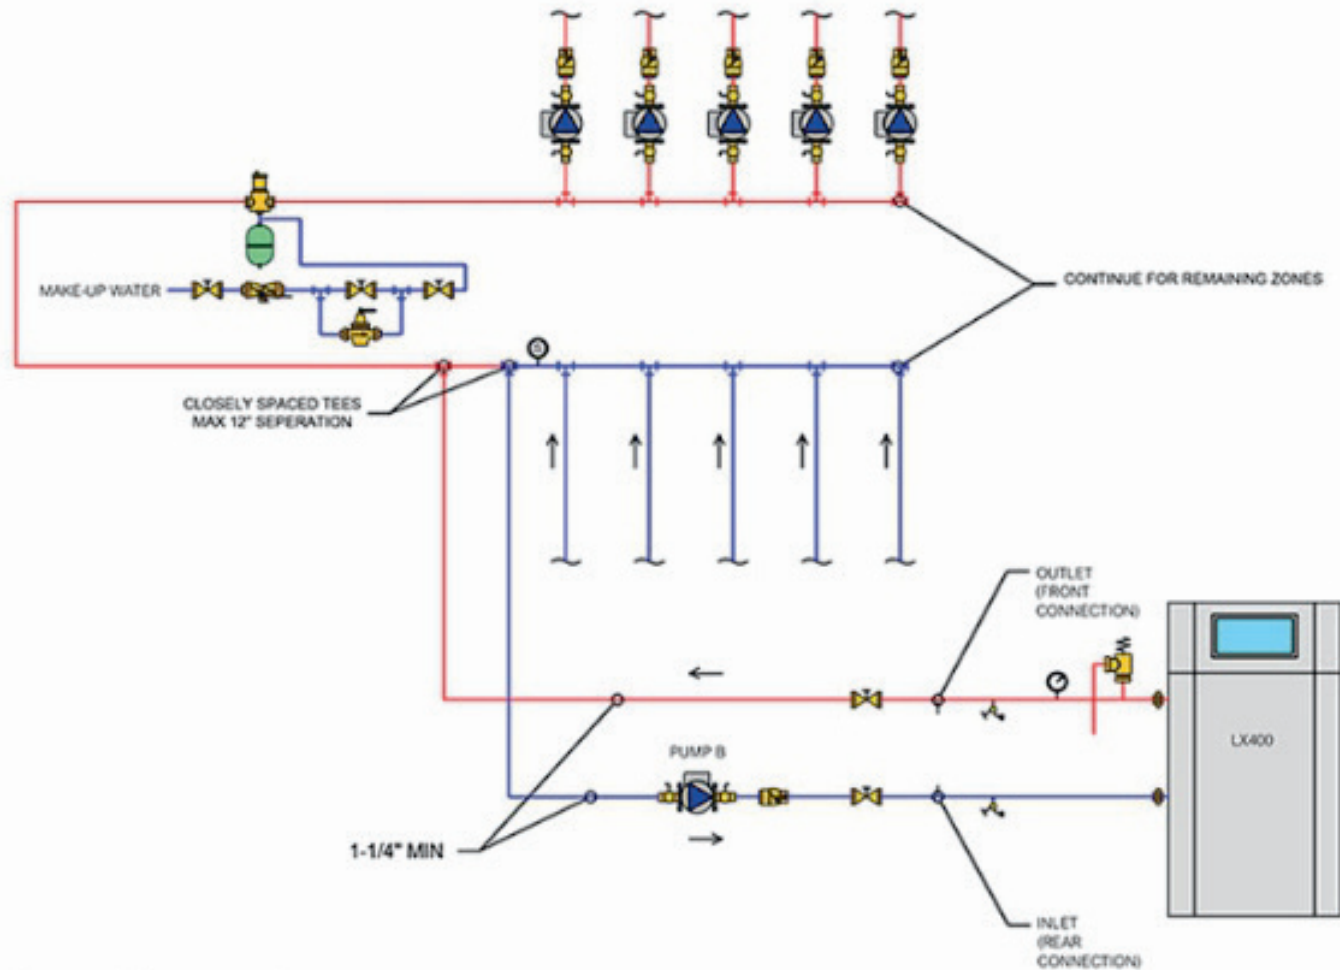 MAKE-UP WATER
CONTINUE FOR REMAINING ZONES
S
CLOSELY SPACED TEES
MAX 12" SEPERATION
OUTLET
(FRONT
CONNECTION)
LX400
PUMP B
1-1/4" MIN
INLET
(REAR
CONNECTION)